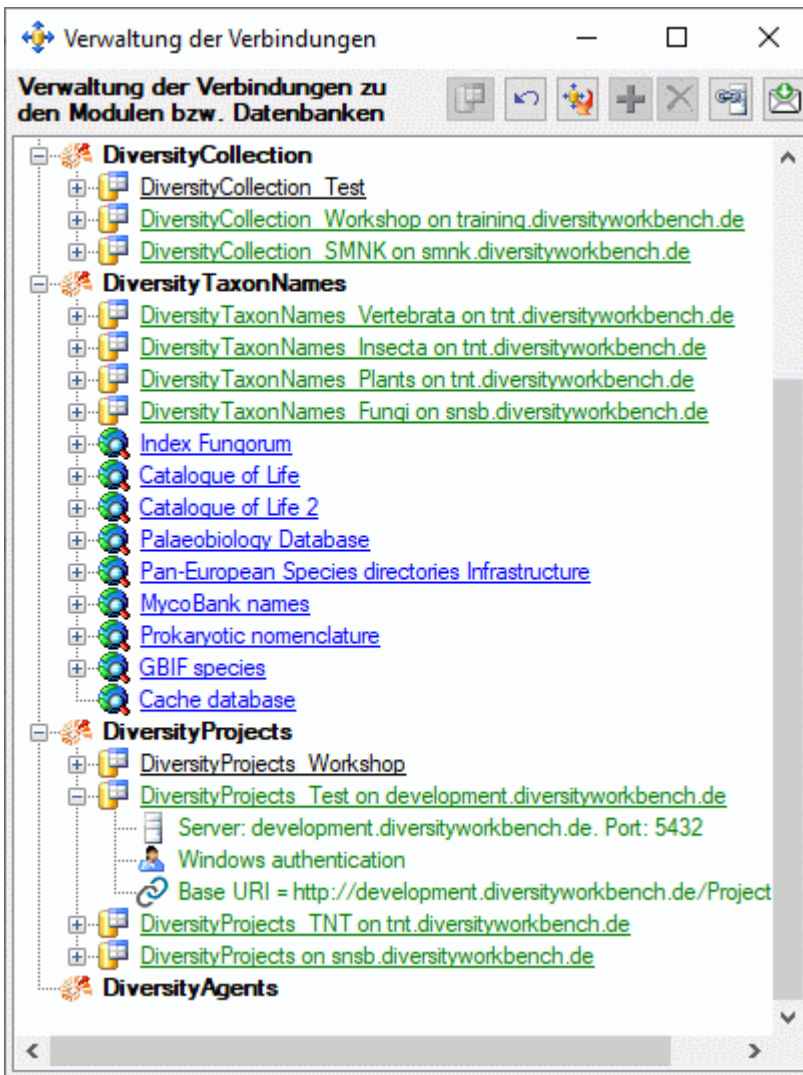 Verwaltung der Verbindungen
Verwaltung der Verbindungen zu
den Modulen bzw. Datenbanken
DiversityCollection
DiversityCollection_Test
DiversityCollection_Workshop on training.diversityworkbench.de
DiversityCollection_SMNK on smnk.diversityworkbench.de
DiversityTaxonNames
DiversityTaxonNames_Vertebrata on tnt.diversityworkbench.de
DiversityTaxonNames_Insecta on tnt.diversityworkbench.de
DiversityTaxonNames_Plants on tnt.diversityworkbench.de
DiversityTaxonNames_Fungi on snsb.diversityworkbench.de
Index Fungorum
Catalogue of Life
Catalogue of Life 2
Palaeobiology Database
Pan-European Species directories Infrastructure
MycoBank names
Prokaryotic nomenclature
GBIF species
Cache database
DiversityProjects
DiversityProjects_Workshop
DiversityProjects_Test on development.diversityworkbench.de
Server: development.diversityworkbench.de. Port: 5432
Windows authentication
Base URI = http://development.diversityworkbench.de/Project
DiversityProjects_TNT on tnt.diversityworkbench.de
DiversityProjects on snsb.diversityworkbench.de
DiversityAgents